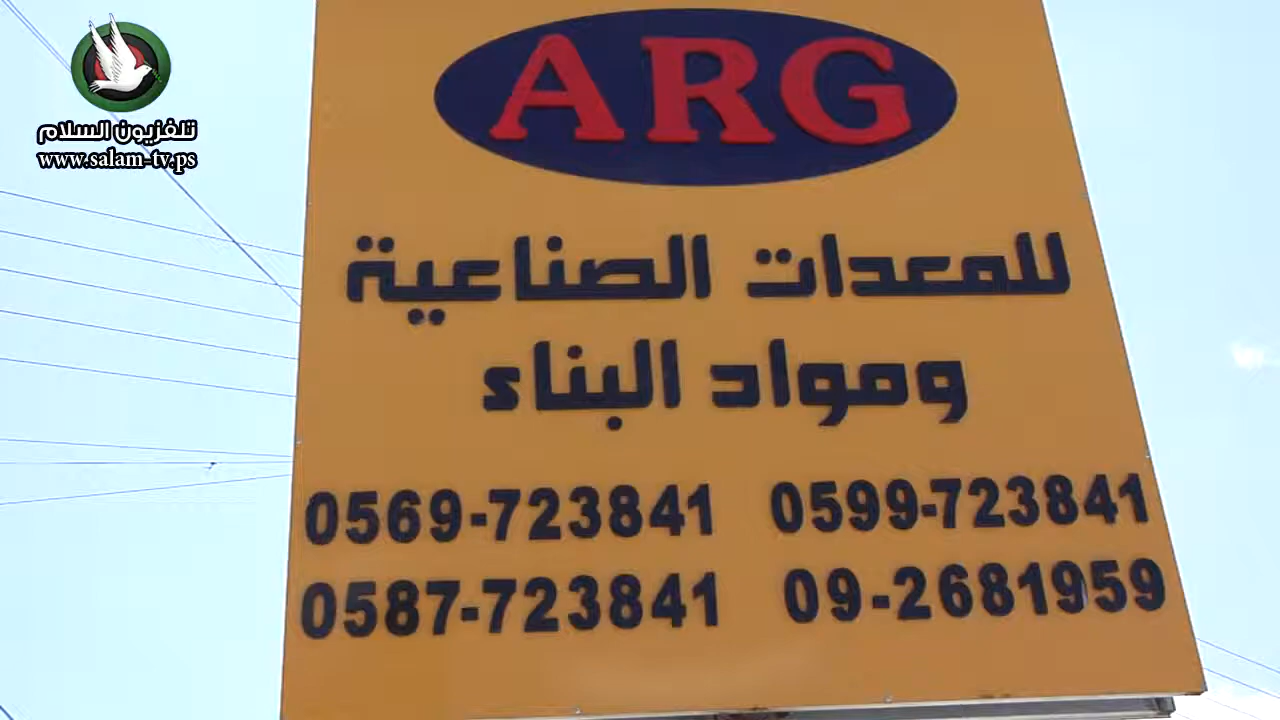 تلفزيون السلام
www.salam-tv.ps
ARG
للمعدات الصناعية
ومواد البناء
0569-723841 0599-723841
0587-723841 09-2681959